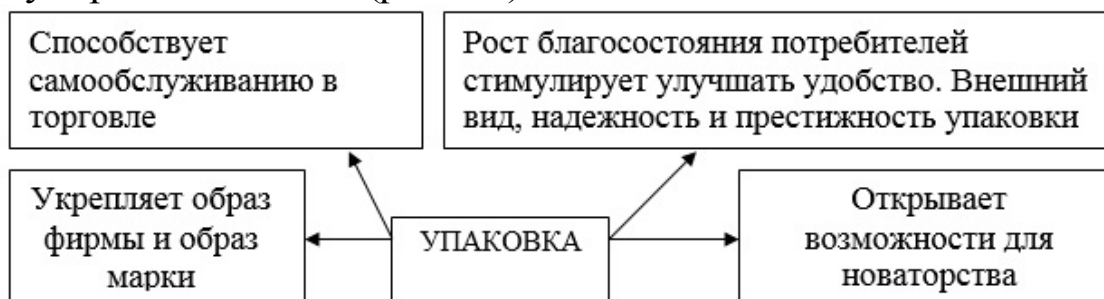 Способствует
самообслуживанию в
торговле
Рост благосостояния потребителей
стимулирует улучшать удобство. Внешний
вид, надежность и престижность упаковки
Укрепляет образ
фирмы и образ
марки
УПАКОВКА
Открывает
возможности для
новаторства